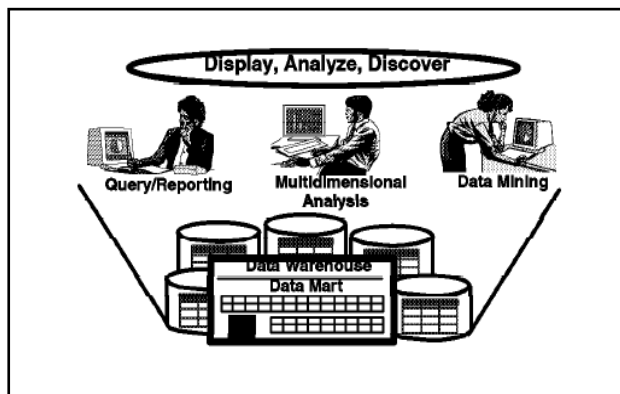 Display, Analyze, Discover
Query/Reporting
Multidimensional
Analysis
Data Mining
Data Warehouse
Data Mart